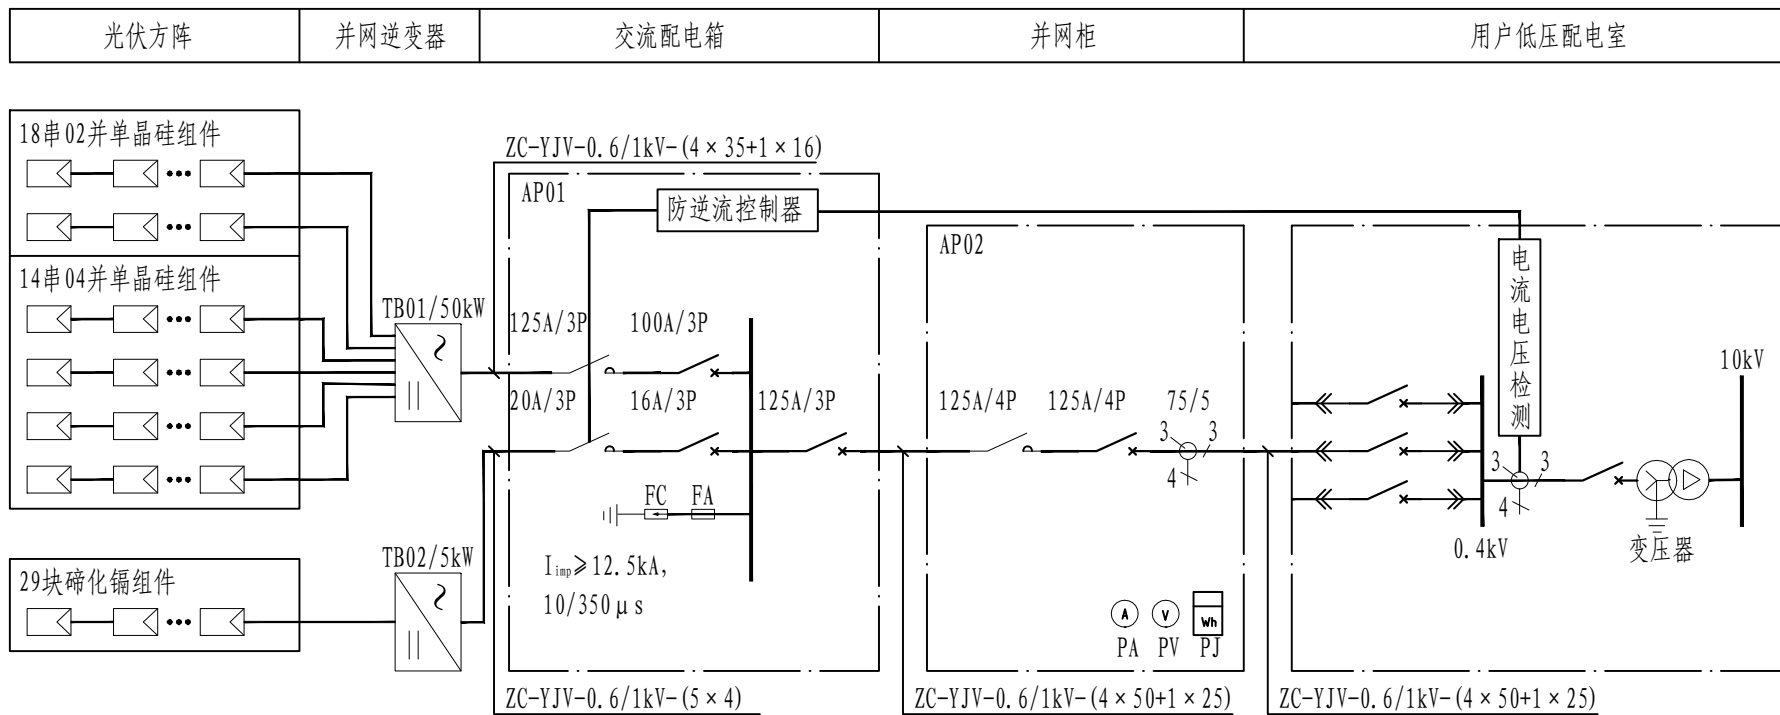 光伏方阵
并网逆变器
交流配电箱
并网柜
用户低压配电室
18串02并单晶硅组件
14串04并单晶硅组件
29块碲化镉组件
TB01/50kW
TB02/5kW
ZC-YJV-0.6/1kV-(4×35+1×16)
AP01
防逆流控制器
125A/3P
100A/3P
20A/3P
16A/3P
125A/3P
FC
FA
Iimp≥12.5kA,
10/350μs
ZC-YJV-0.6/1kV-(5×4)
AP02
125A/4P
125A/4P
75/5
3
3
4
A
V
Wh
PA
PV
PJ
ZC-YJV-0.6/1kV-(4×50+1×25)
电流电压检测
3
3
4
0.4kV
10kV
变压器
ZC-YJV-0.6/1kV-(4×50+1×25)